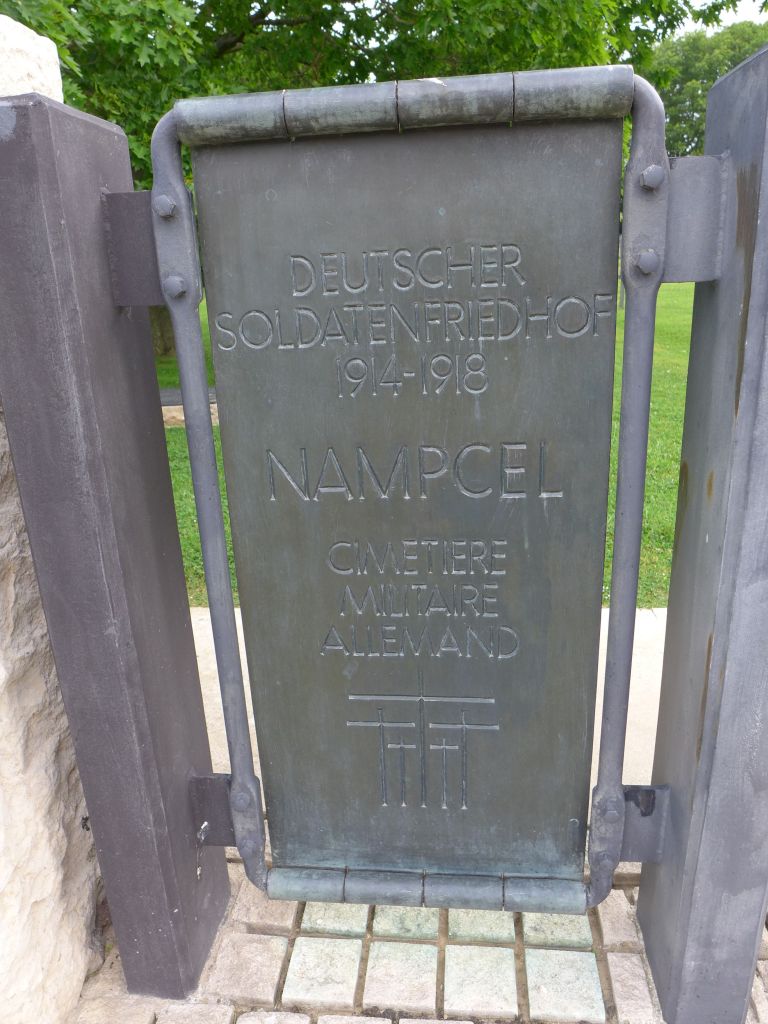 DEUTSCHER
SOLDATENFRIEDHOF
1914-1918
NAMPCEL
CIMETIERE
MILITAIRE
ALLEMAND